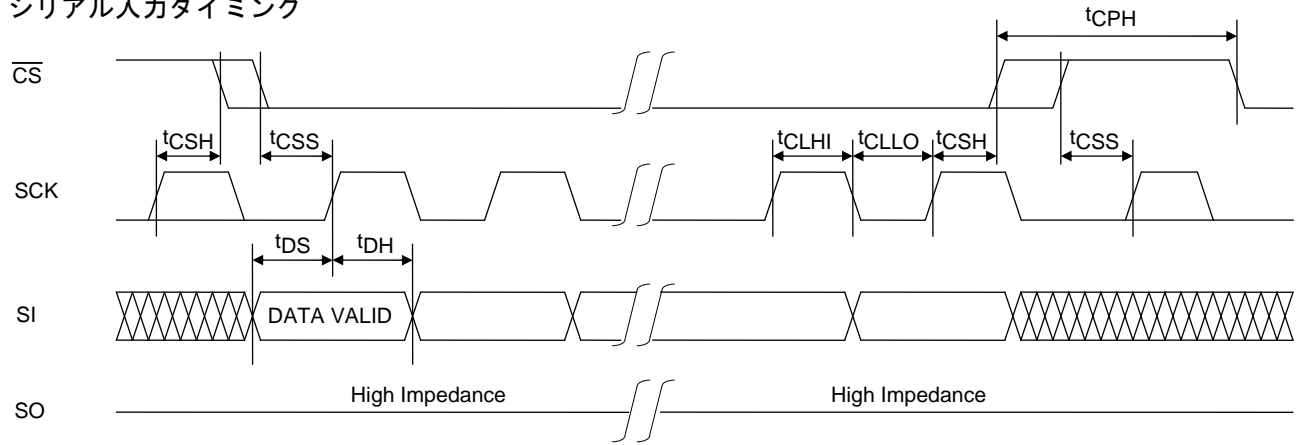 シリアル入力タイミング
tCPH
CS
tCSH
tCSS
tCLHI
tCLLO
tCSH
tCSS
SCK
tDS
tDH
SI
DATA VALID
High Impedance
High Impedance
SO